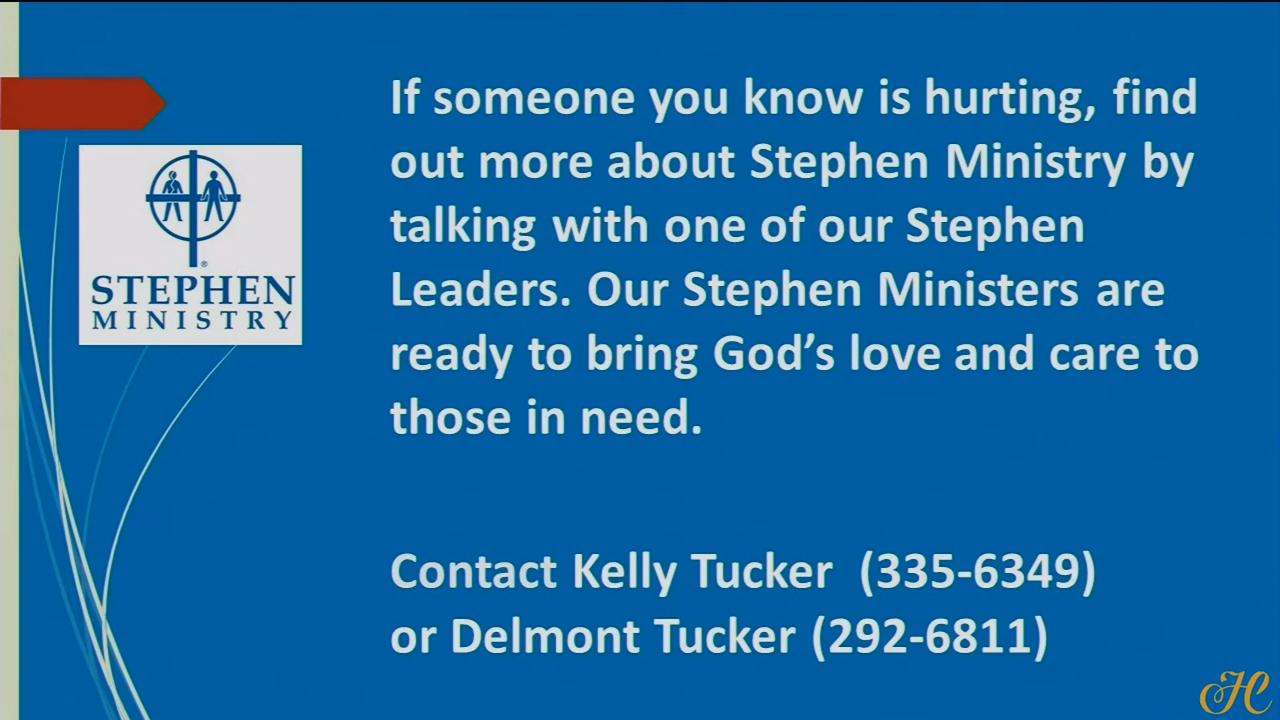 STEPHEN
MINISTRY
If someone you know is hurting, find
out more about Stephen Ministry by
talking with one of our Stephen
Leaders. Our Stephen Ministers are
ready to bring God’s love and care to
those in need.
Contact Kelly Tucker  (335-6349)
or Delmont Tucker (292-6811)
HC